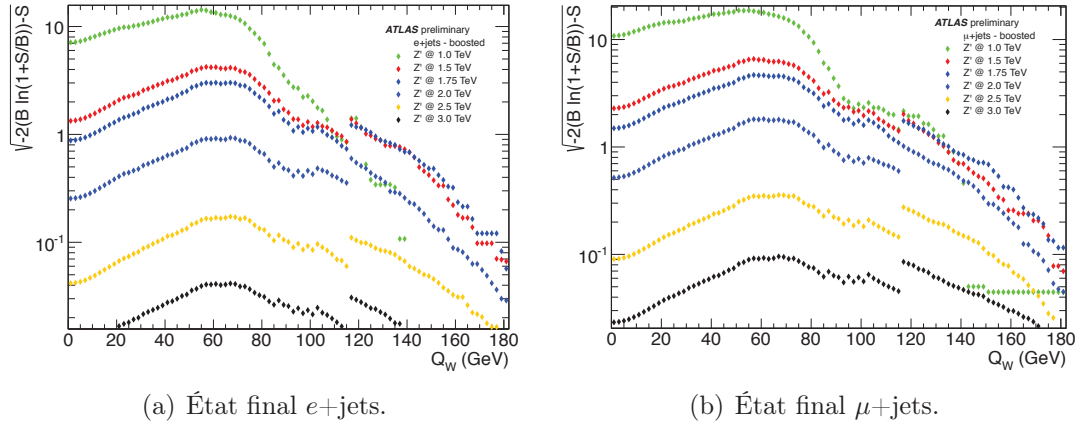 √-2(B ln(1+S/B))-S
10
1
10⁻¹
ATLAS preliminary
e+jets - boosted
Z' @ 1.0 TeV
Z' @ 1.5 TeV
Z' @ 1.75 TeV
Z' @ 2.0 TeV
Z' @ 2.5 TeV
Z' @ 3.0 TeV
0 20 40 60 80 100 120 140 160 180
Q_W (GeV)
(a) État final e+jets.
√-2(B ln(1+S/B))-S
10
1
10⁻¹
ATLAS preliminary
μ+jets - boosted
Z' @ 1.0 TeV
Z' @ 1.5 TeV
Z' @ 1.75 TeV
Z' @ 2.0 TeV
Z' @ 2.5 TeV
Z' @ 3.0 TeV
0 20 40 60 80 100 120 140 160 180
Q_W (GeV)
(b) État final μ+jets.